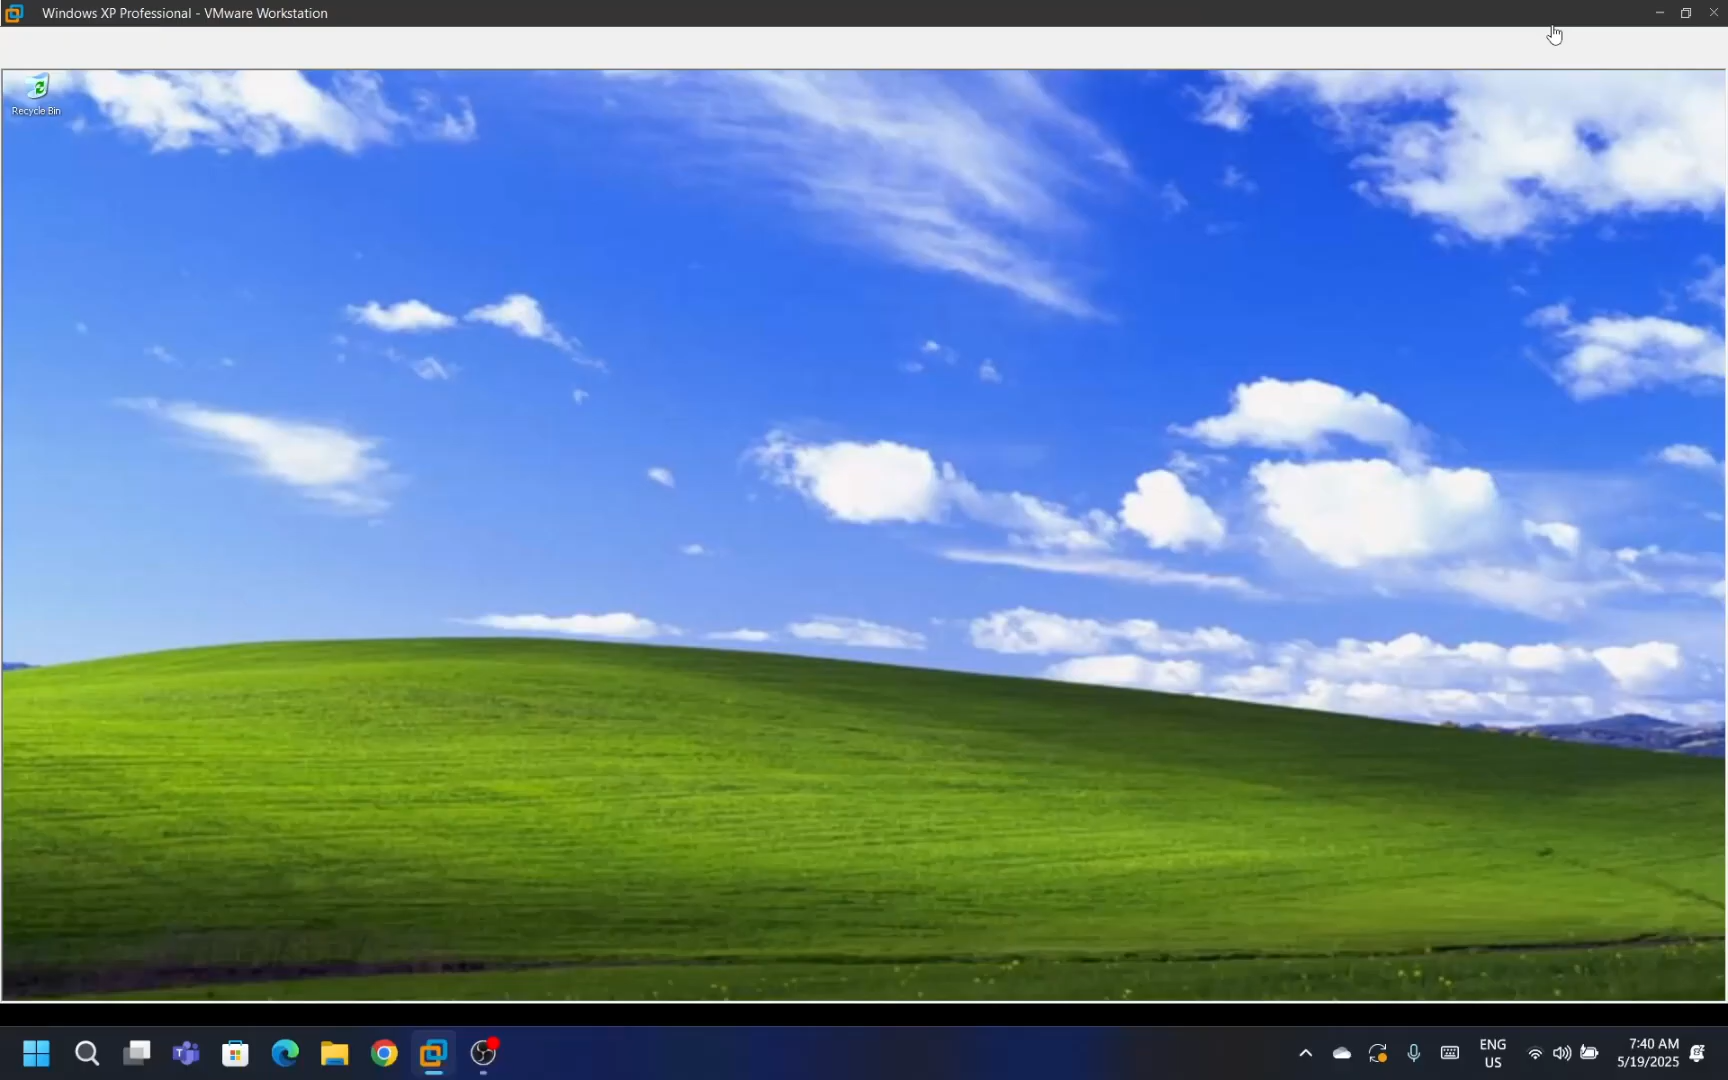 Windows XP Professional - VMware Workstation
Recycle Bin
ENG
US
7:40 AM
5/19/2025